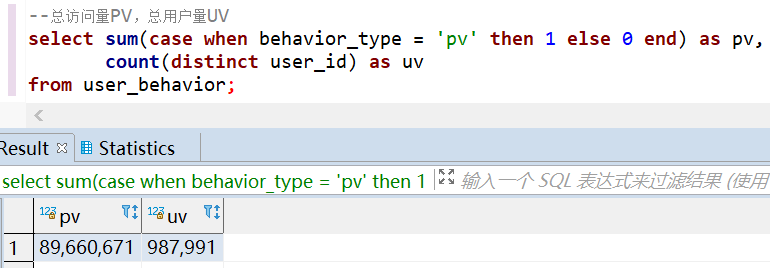 --总访问量PV，总用户量UV
select sum(case when behavior_type = 'pv' then 1 else 0 end) as pv,
count(distinct user_id) as uv
from user_behavior;
Result Statistics
select sum(case when behavior_type = 'pv' then 1 输入一个 SQL 表达式来过滤结果 (使用
123 pv 123 uv
1 89,660,671 987,991